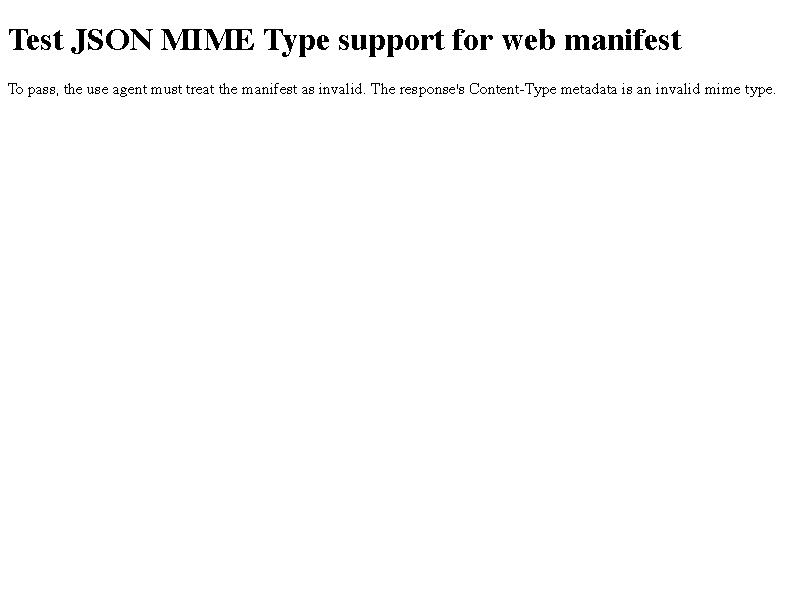 Test JSON MIME Type support for web manifest
To pass, the use agent must treat the manifest as invalid. The response's Content-Type metadata is an invalid mime type.